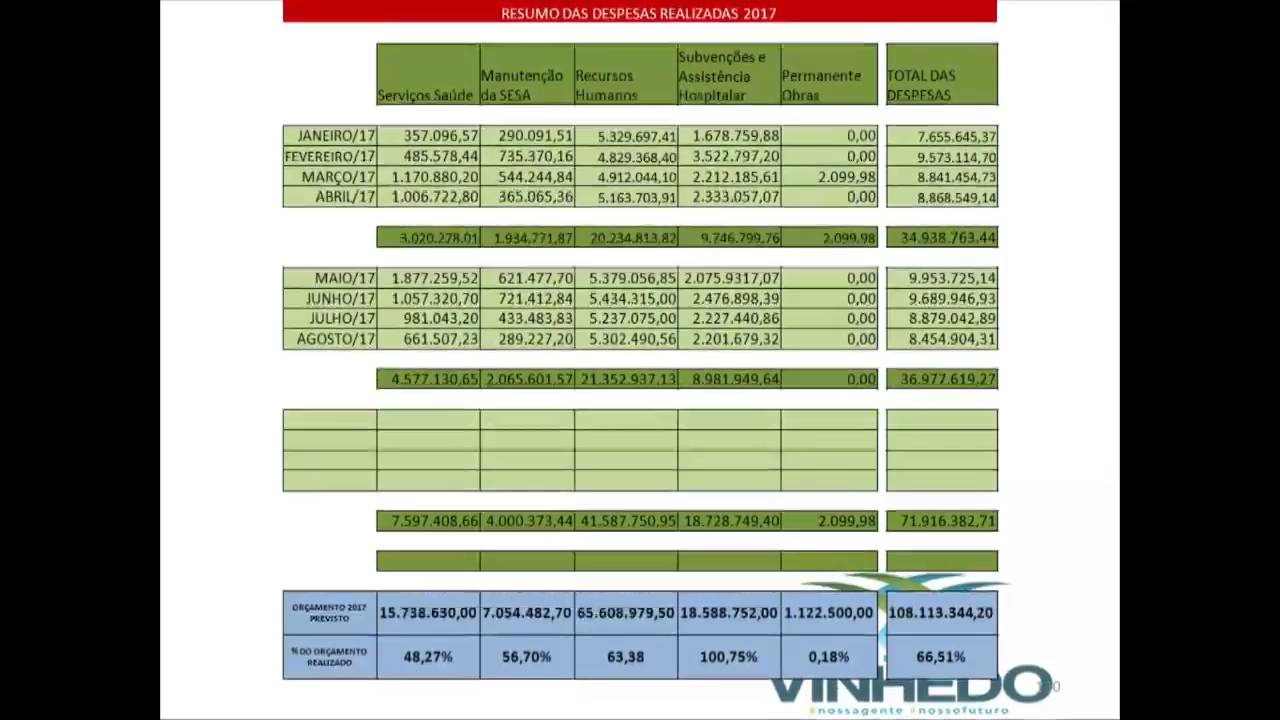 RESUMO DAS DESPESAS REALIZADAS 2017
Serviços Saúde Manutenção da SESA Recursos Humanos Subvenções e Assistência Hospitalar Permanente Obras TOTAL DAS DESPESAS
JANEIRO/17 357.096,57 290.091,51 5.329.697,41 1.678.759,88 0,00 7.655.645,37
FEVEREIRO/17 485.578,44 735.370,16 4.829.368,40 3.522.797,20 0,00 9.573.114,70
MARÇO/17 1.170.880,20 544.244,84 4.912.044,10 2.212.185,61 2.099,98 8.841.454,73
ABRIL/17 1.006.722,80 365.065,36 5.163.703,91 2.333.057,07 0,00 8.868.549,14
3.020.278,01 1.934.771,87 20.234.813,82 9.746.799,76 2.099,98 34.938.763,44
MAIO/17 1.877.259,52 621.477,70 5.379.056,85 2.075.9317,07 0,00 9.953.725,14
JUNHO/17 1.057.320,70 721.412,84 5.434.315,00 2.476.898,39 0,00 9.689.946,93
JULHO/17 981.043,20 433.483,83 5.237.075,00 2.227.440,86 0,00 8.879.042,89
AGOSTO/17 661.507,23 289.227,20 5.302.490,56 2.201.679,32 0,00 8.454.904,31
4.577.130,65 2.065.601,57 21.352.937,13 8.981.949,64 0,00 36.977.619,27
7.597.408,66 4.000.373,44 41.587.750,95 18.728.749,40 2.099,98 71.916.382,71
ORÇAMENTO 2017 PREVISTO 15.738.630,00 7.054.482,70 65.608.979,50 18.588.752,00 1.122.500,00 108.113.344,20
% DO ORÇAMENTO REALIZADO 48,27% 56,70% 63,38 100,75% 0,18% 66,51%
VINHEDO
#nossagente #nossofuturo